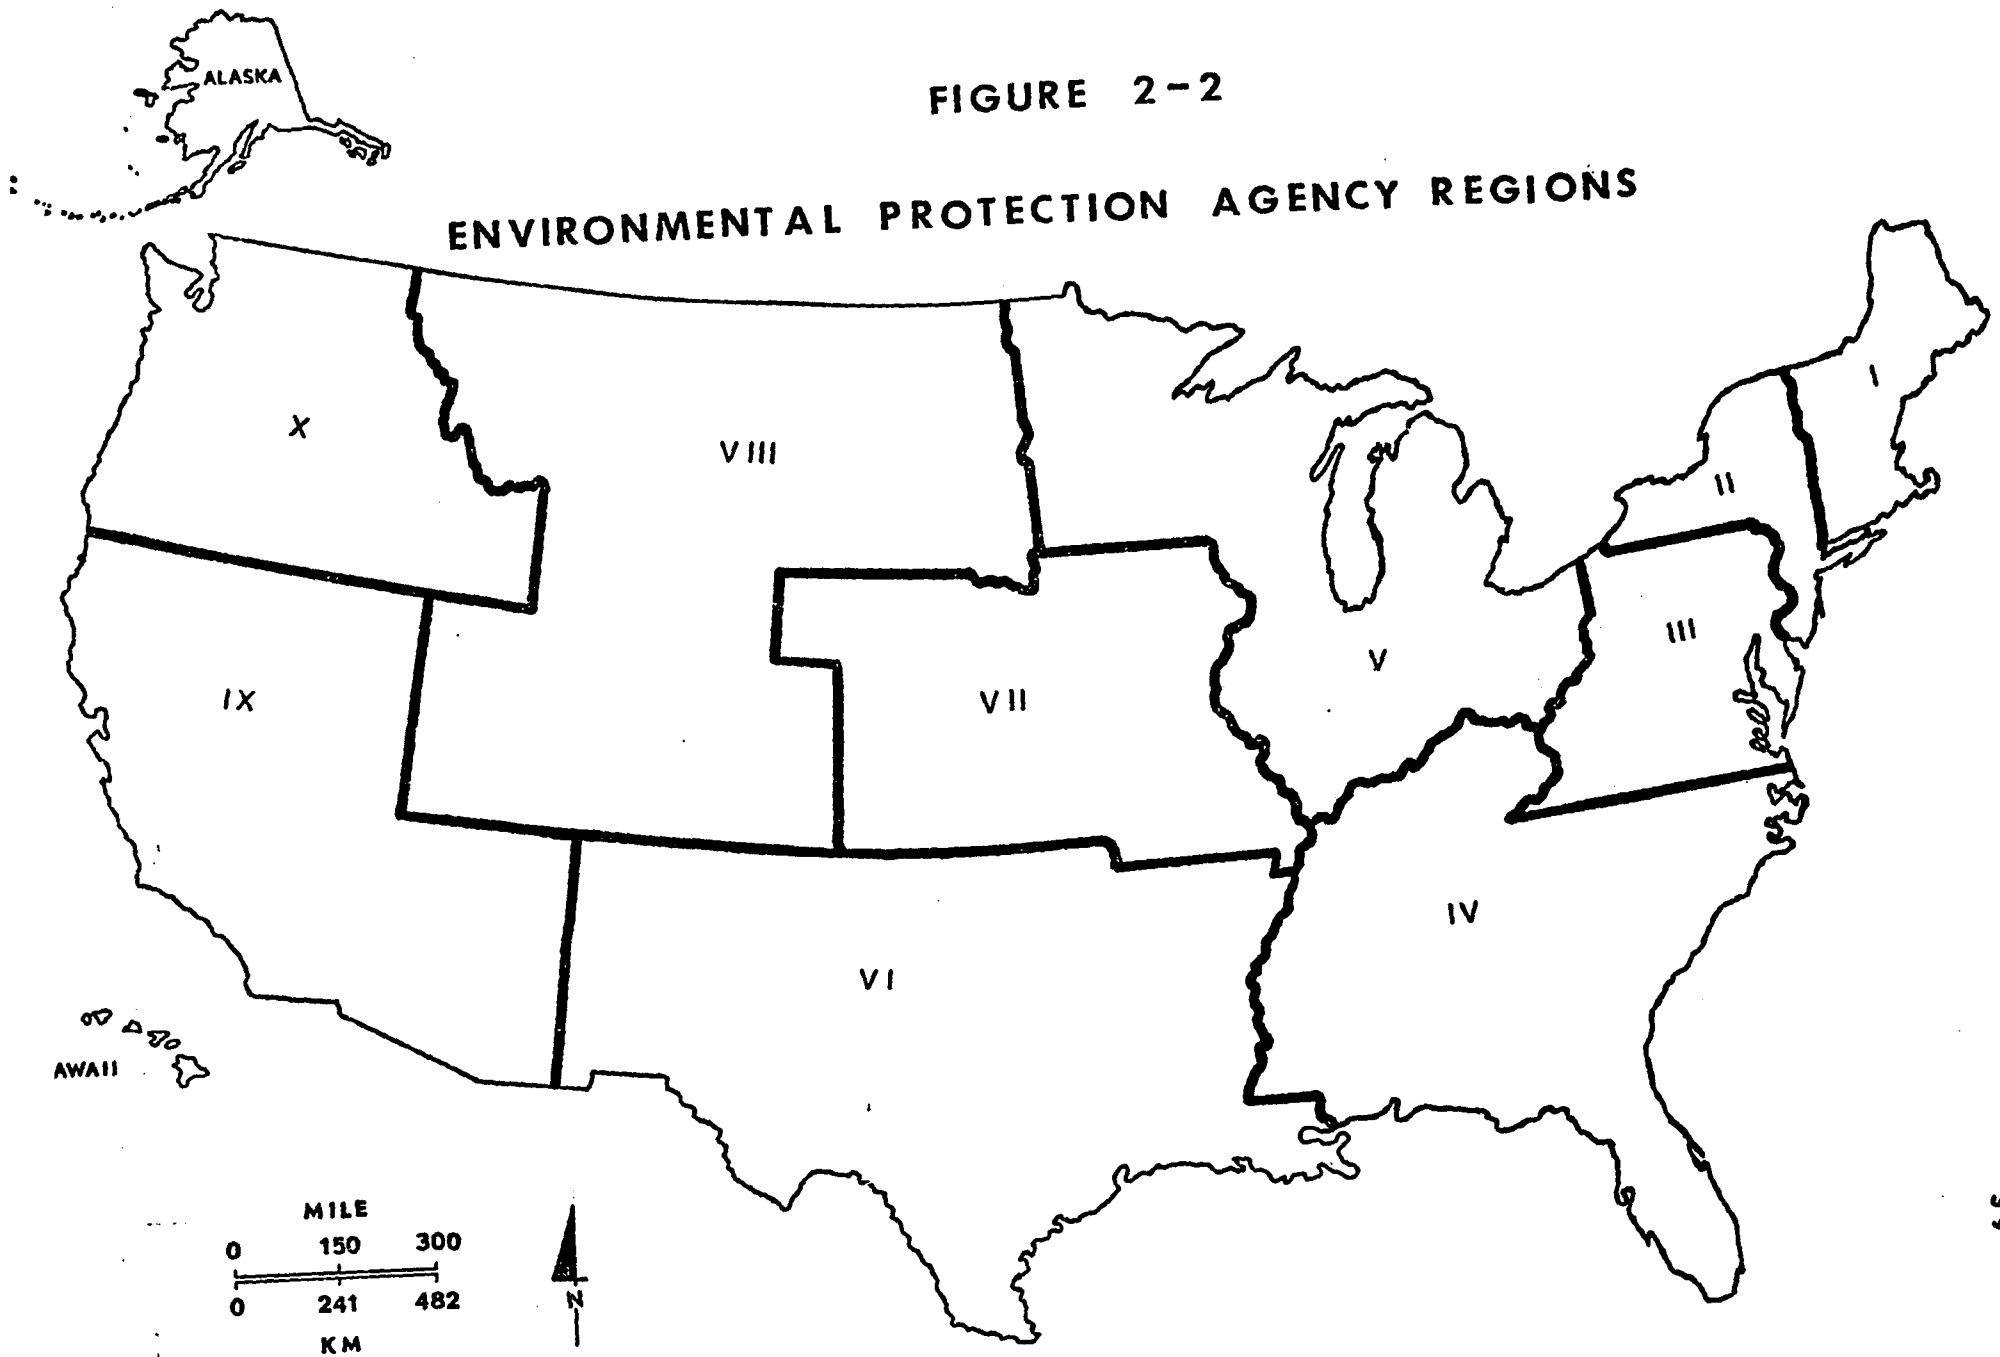 ALASKA
FIGURE 2-2
ENVIRONMENTAL PROTECTION AGENCY REGIONS
I
X
VIII
II
III
V
IX
VII
IV
VI
AWAII
MILE
0 150 300
0 241 482
KM
N